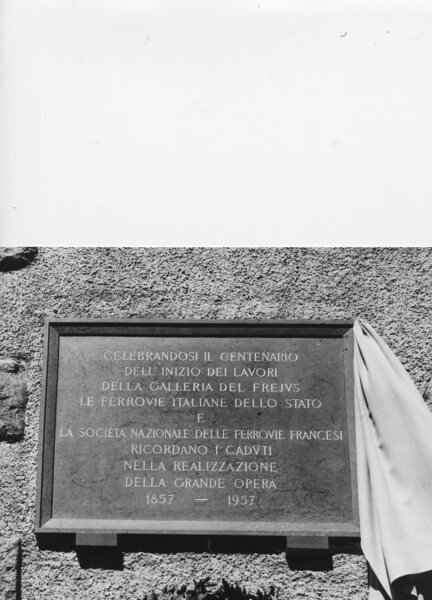 CELEBRANDOSI IL CENTENARIO
DELL'INIZIO DEI LAVORI
DELLA GALLERIA DEL FREJVS
LE FERROVIE ITALIANE DELLO STATO
E
LA SOCIETÀ NAZIONALE DELLE FERROVIE FRANCESI
RICORDANO I CADVTI
NELLA REALIZZAZIONE
DELLA GRANDE OPERA
1857 — 1957